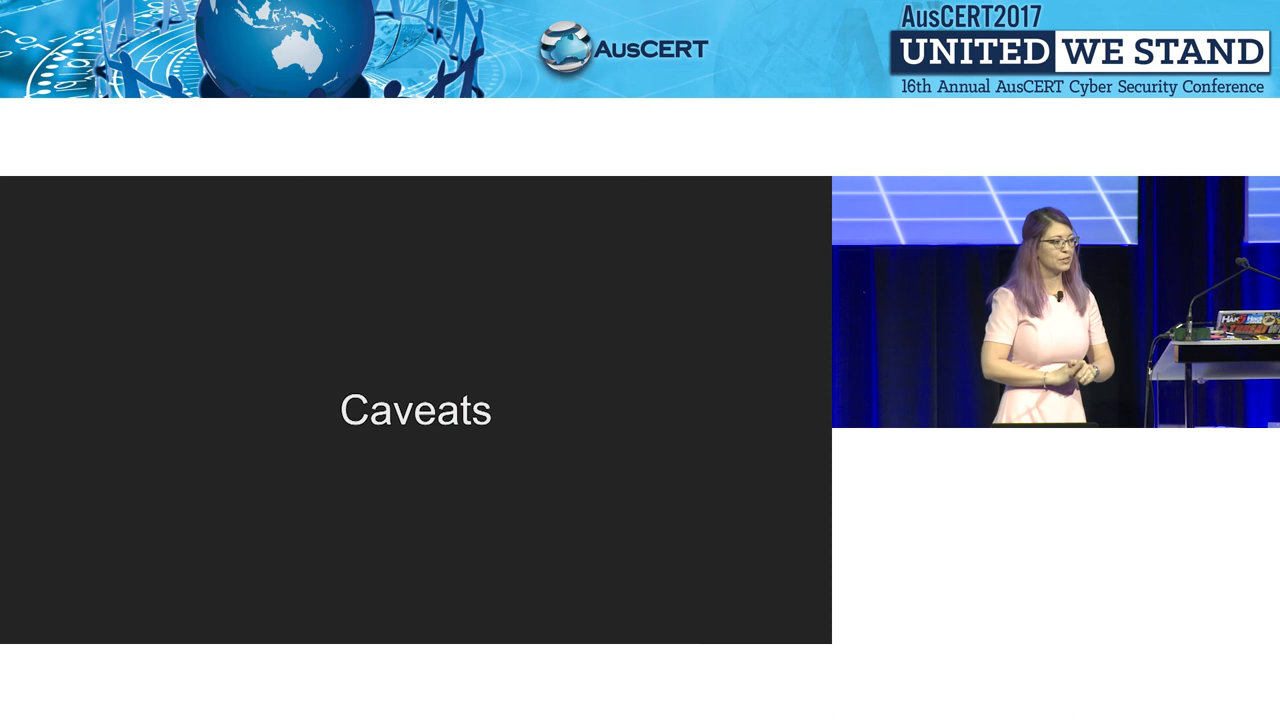 AusCERT
AusCERT2017
UNITED WE STAND
16th Annual AusCERT Cyber Security Conference
Caveats